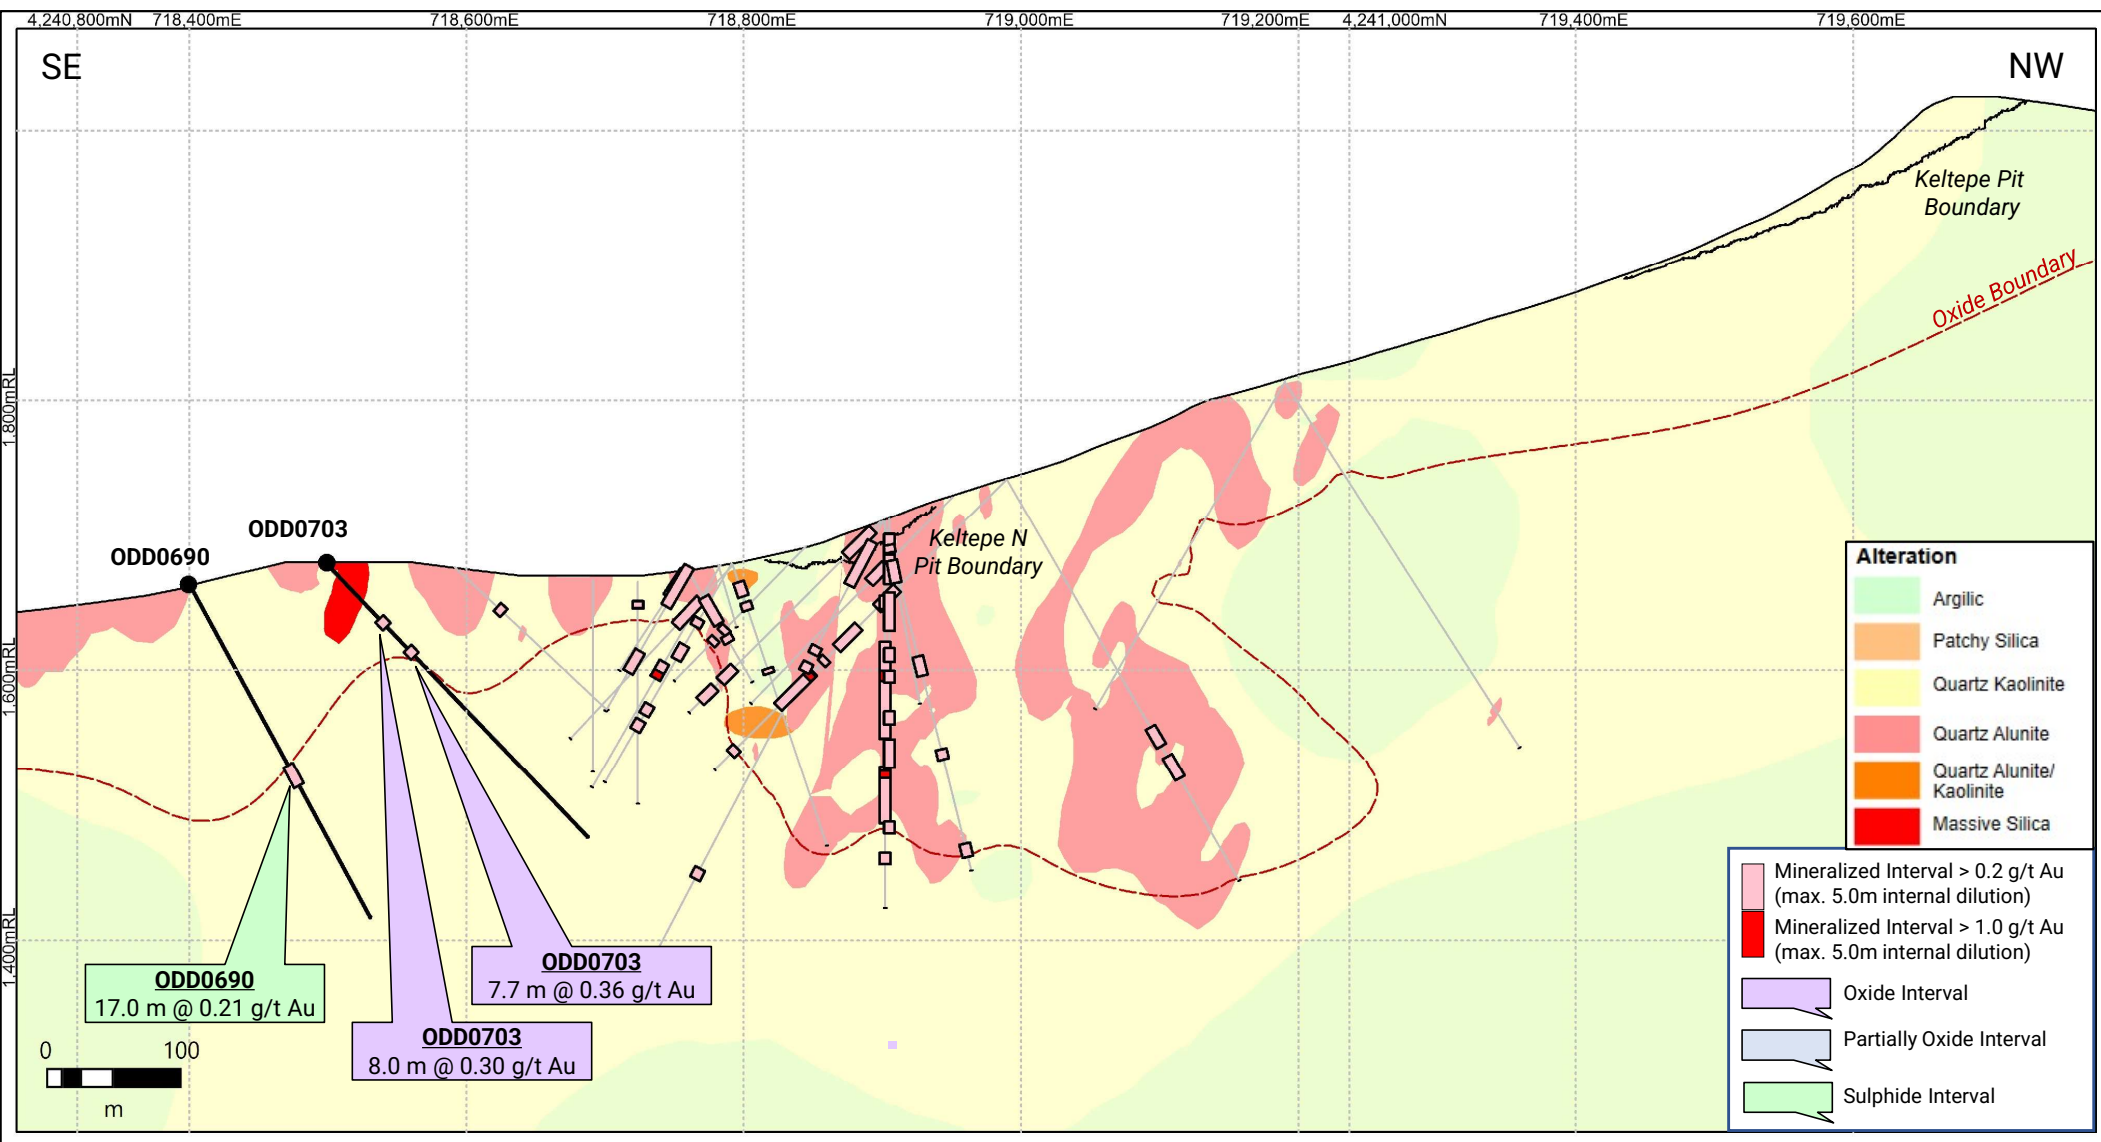 4,240,800mN 718,400mE 718,600mE 718,800mE 719,000mE 719,200mE 4,241,000mN 719,400mE 719,600mE
SE
NW
Keltepe Pit
Boundary
Oxide Boundary
1,800mRL
ODD0703
ODD0690
Keltepe N
Pit Boundary
1,600mRL
1,400mRL
ODD0690
17.0 m @ 0.21 g/t Au
ODD0703
7.7 m @ 0.36 g/t Au
ODD0703
8.0 m @ 0.30 g/t Au
0 100
m
Alteration
Argilic
Patchy Silica
Quartz Kaolinite
Quartz Alunite
Quartz Alunite/
Kaolinite
Massive Silica
Mineralized Interval > 0.2 g/t Au
(max. 5.0m internal dilution)
Mineralized Interval > 1.0 g/t Au
(max. 5.0m internal dilution)
Oxide Interval
Partially Oxide Interval
Sulphide Interval